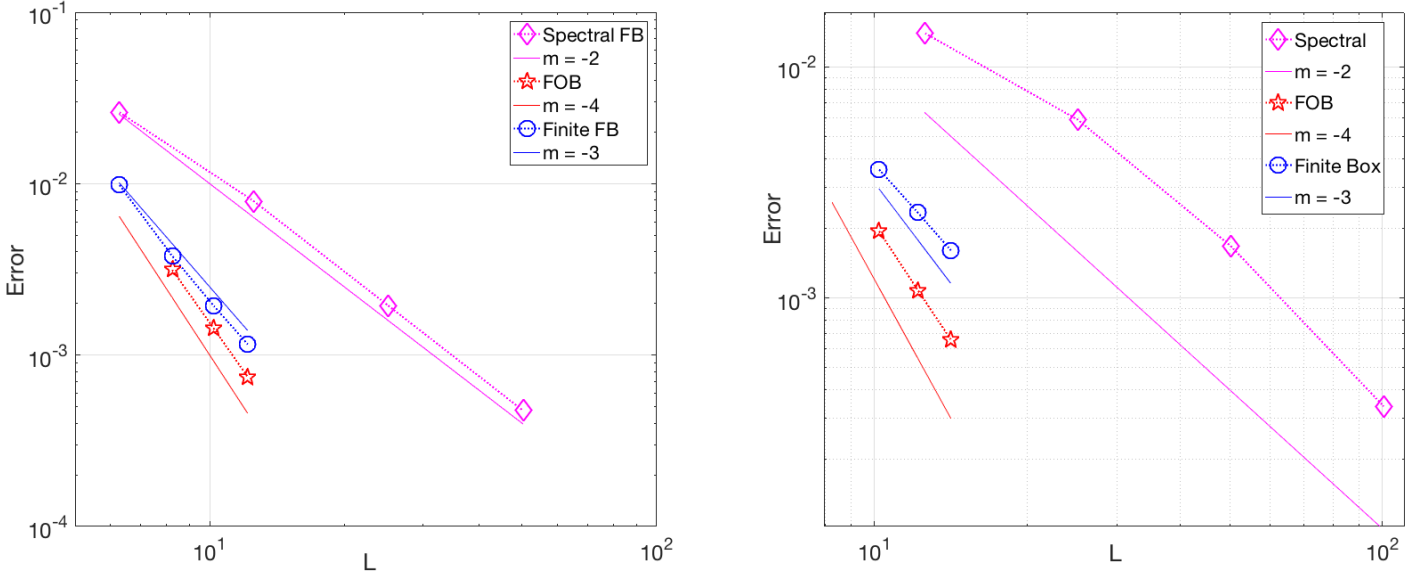 10^-1
10^-2
10^-3
10^-4
Error
10^1
L
10^2
Spectral FB
m = -2
FOB
m = -4
Finite FB
m = -3
10^-2
10^-3
Error
10^1
L
10^2
Spectral
m = -2
FOB
m = -4
Finite Box
m = -3